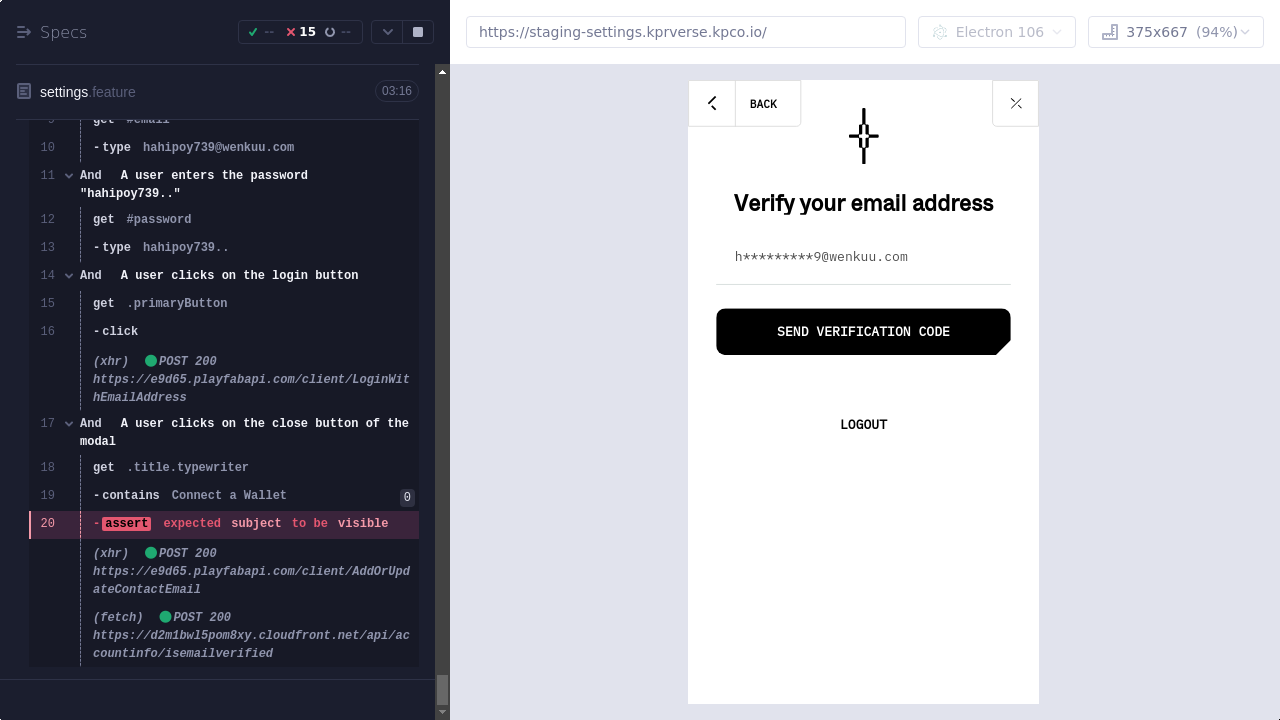 Specs
-- 15 --
https://staging-settings.kprverse.kpco.io/
Electron 106
375x667 (94%)
settings.feature
03:16
9 get #email
10 -type hahipoy739@wenkuu.com
11 And A user enters the password
"hahipoy739.."
12 get #password
13 -type hahipoy739..
14 And A user clicks on the login button
15 get .primaryButton
16 -click
(xhr) POST 200
https://e9d65.playfabapi.com/client/LoginWit
hEmailAddress
17 And A user clicks on the close button of the
modal
18 get .title.typewriter
19 -contains Connect a Wallet 0
20 -assert expected subject to be visible
(xhr) POST 200
https://e9d65.playfabapi.com/client/AddOrUpd
ateContactEmail
(fetch) POST 200
https://d2m1bwl5pom8xy.cloudfront.net/api/ac
countinfo/isemailverified
BACK
Verify your email address
h*********9@wenkuu.com
SEND VERIFICATION CODE
LOGOUT